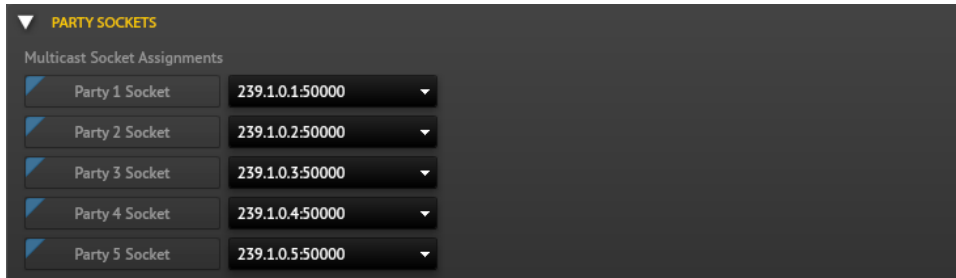 PARTY SOCKETS
Multicast Socket Assignments
Party 1 Socket 239.1.0.1:50000
Party 2 Socket 239.1.0.2:50000
Party 3 Socket 239.1.0.3:50000
Party 4 Socket 239.1.0.4:50000
Party 5 Socket 239.1.0.5:50000